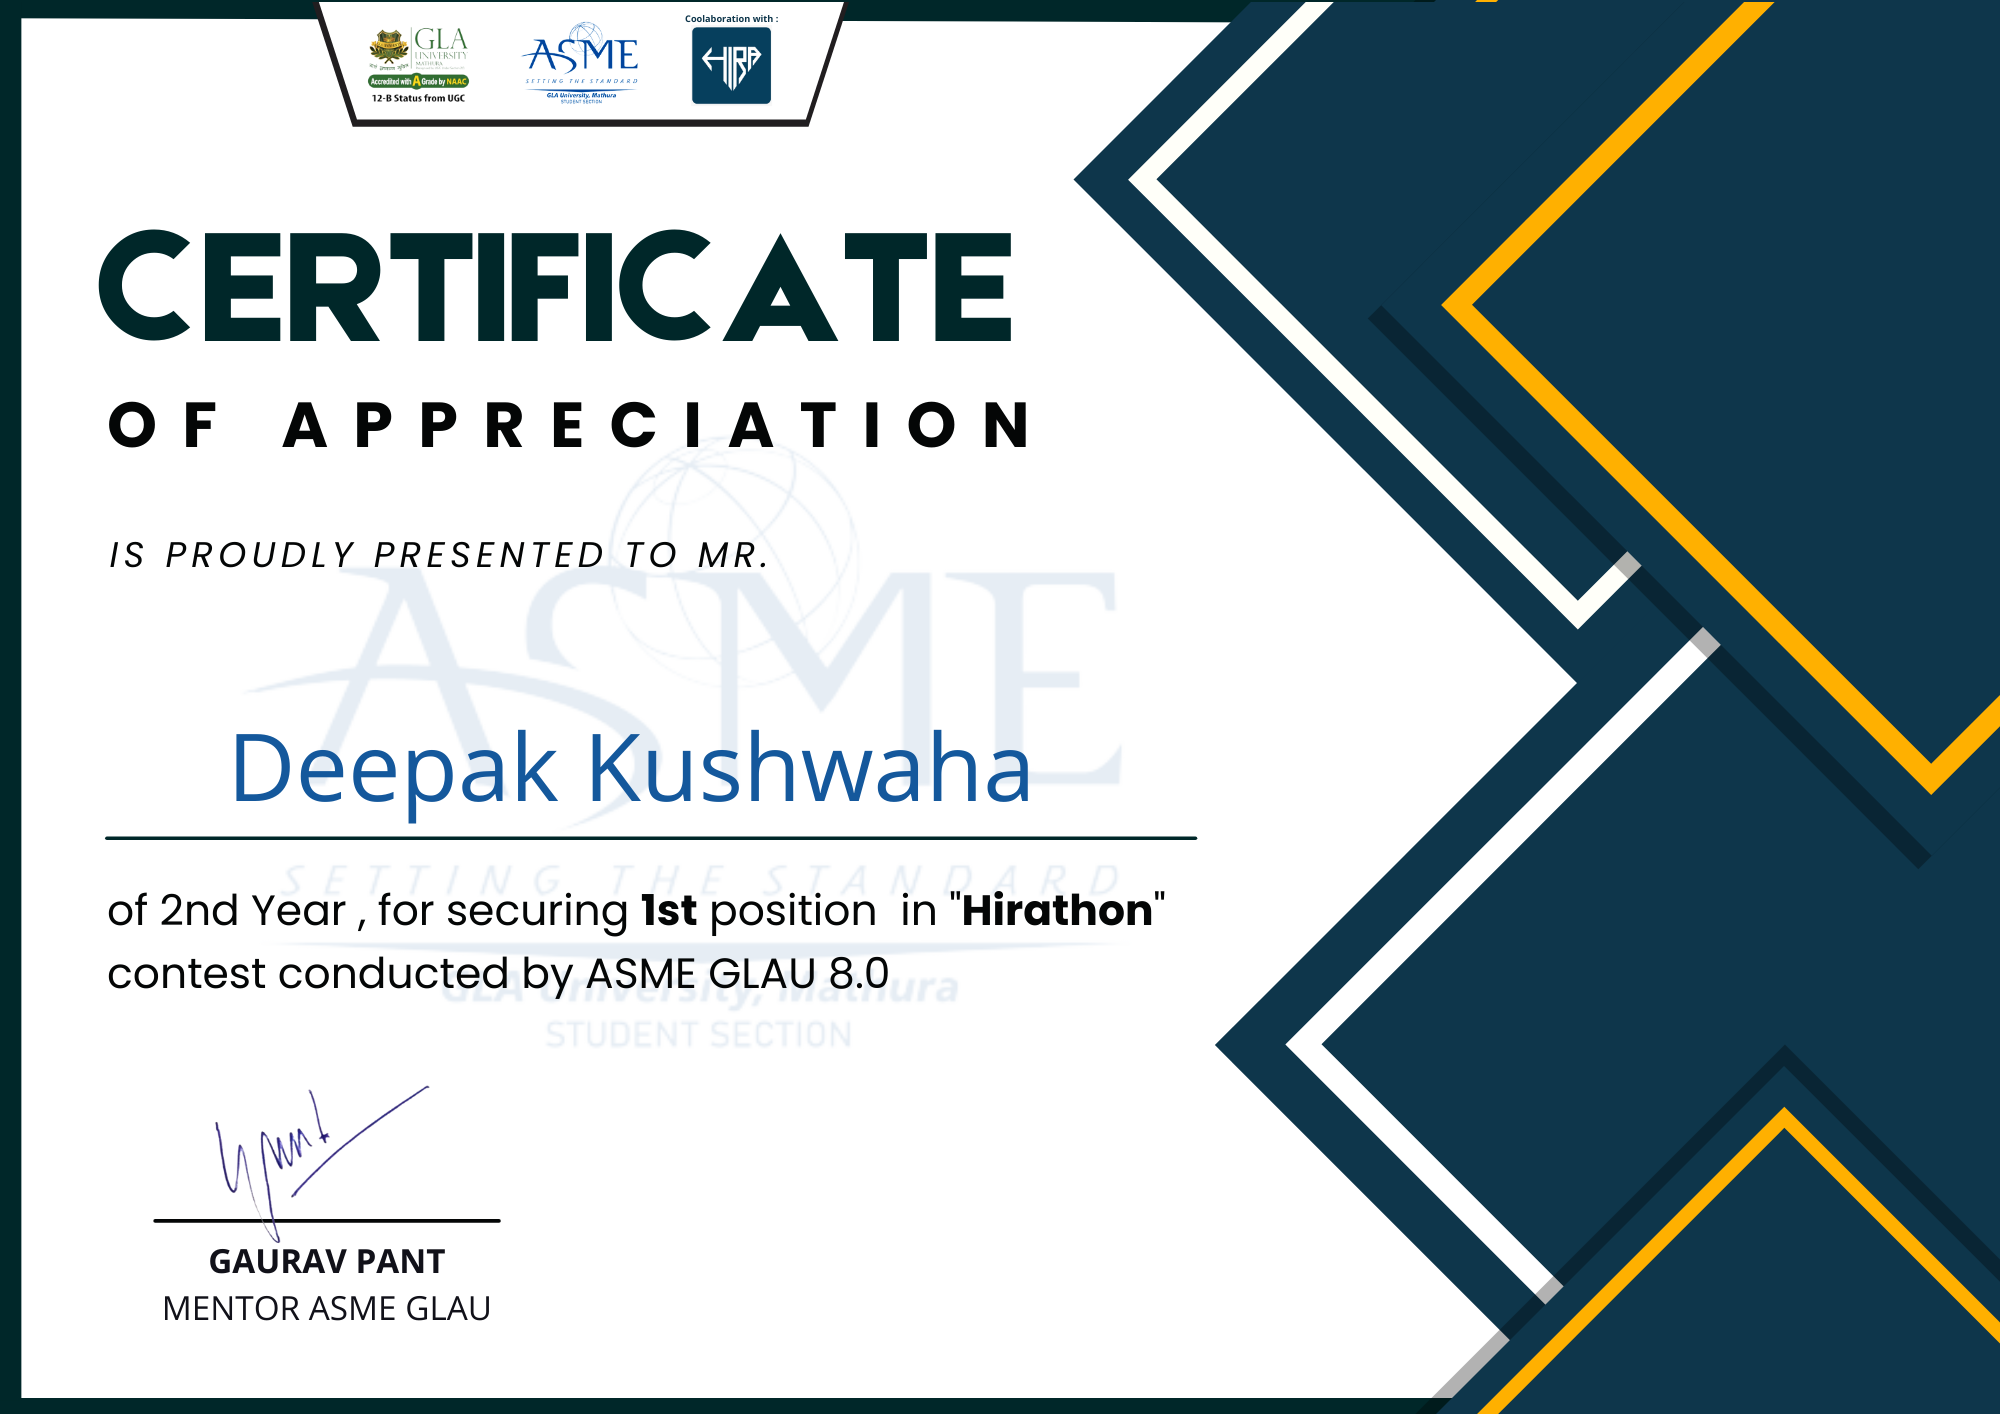 GLA
UNIVERSITY
MATHURA
Accredited with A Grade by NAAC
12-B Status from UGC
ASME
SETTING THE STANDARD
GLA University, Mathura
STUDENT SECTION
Coolaboration with :
HIRA
CERTIFICATE
OF APPRECIATION
IS PROUDLY PRESENTED TO MR.
ASME
Deepak Kushwaha
SETTING THE STANDARD
of 2nd Year , for securing 1st position in "Hirathon"
contest conducted by ASME GLAU 8.0
GLA University, Mathura
STUDENT SECTION
GAURAV PANT
MENTOR ASME GLAU